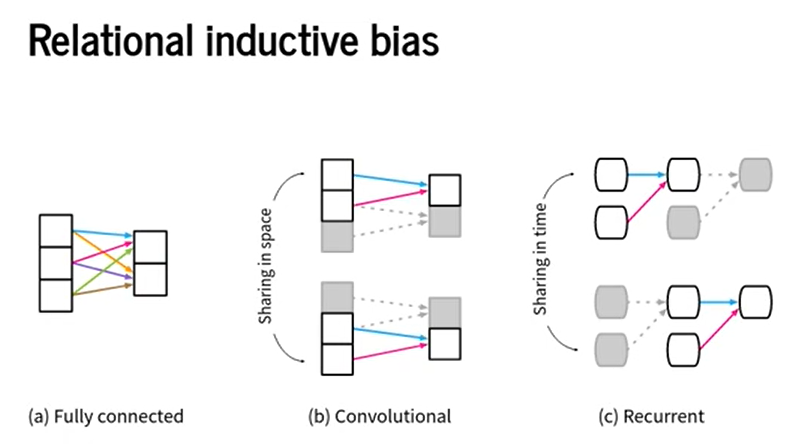 Relational inductive bias
Sharing in space
Sharing in time
(a) Fully connected
(b) Convolutional
(c) Recurrent